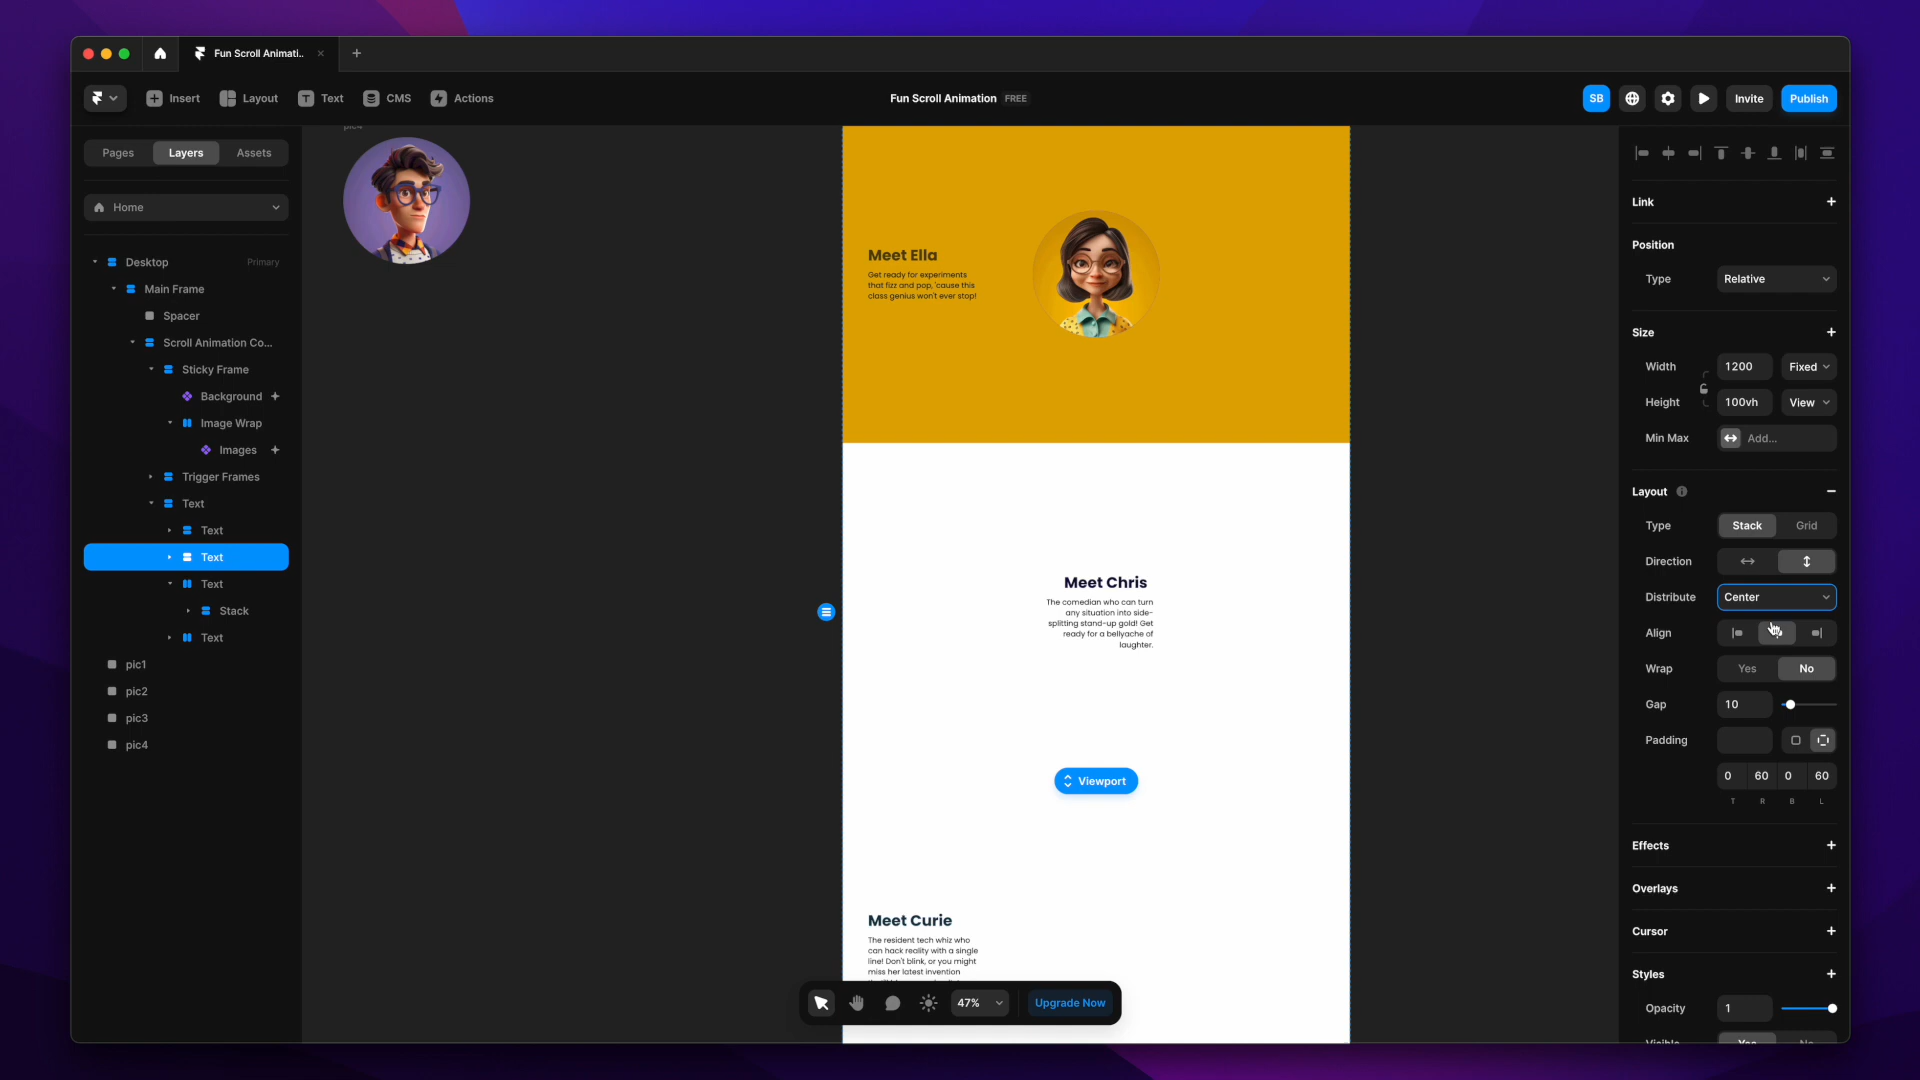 Fun Scroll Animati..
Insert
Layout
Text
CMS
Actions
Fun Scroll Animation FREE
SB
Invite
Publish
Pages
Layers
Assets
Home
Desktop
Primary
Main Frame
Spacer
Scroll Animation Co...
Sticky Frame
Background
Image Wrap
Images
Trigger Frames
Text
Text
Text
Text
Stack
Text
pic1
pic2
pic3
pic4
pic4
Meet Ella
Get ready for experiments
that fizz and pop, 'cause this
class genius won't ever stop!
Meet Chris
The comedian who can turn
any situation into side-
splitting stand-up gold! Get
ready for a bellyache of
laughter.
Viewport
Meet Curie
The resident tech whiz who
can hack reality with a single
line! Don't blink, or you might
miss her latest invention
47%
Upgrade Now
Link
Position
Type
Relative
Size
Width
1200
Fixed
Height
100vh
View
Min Max
Add...
Layout
Type
Stack
Grid
Direction
Distribute
Center
Align
Wrap
Yes
No
Gap
10
Padding
0 60 0 60
T R B L
Effects
Overlays
Cursor
Styles
Opacity
1
Visible
Yes
No